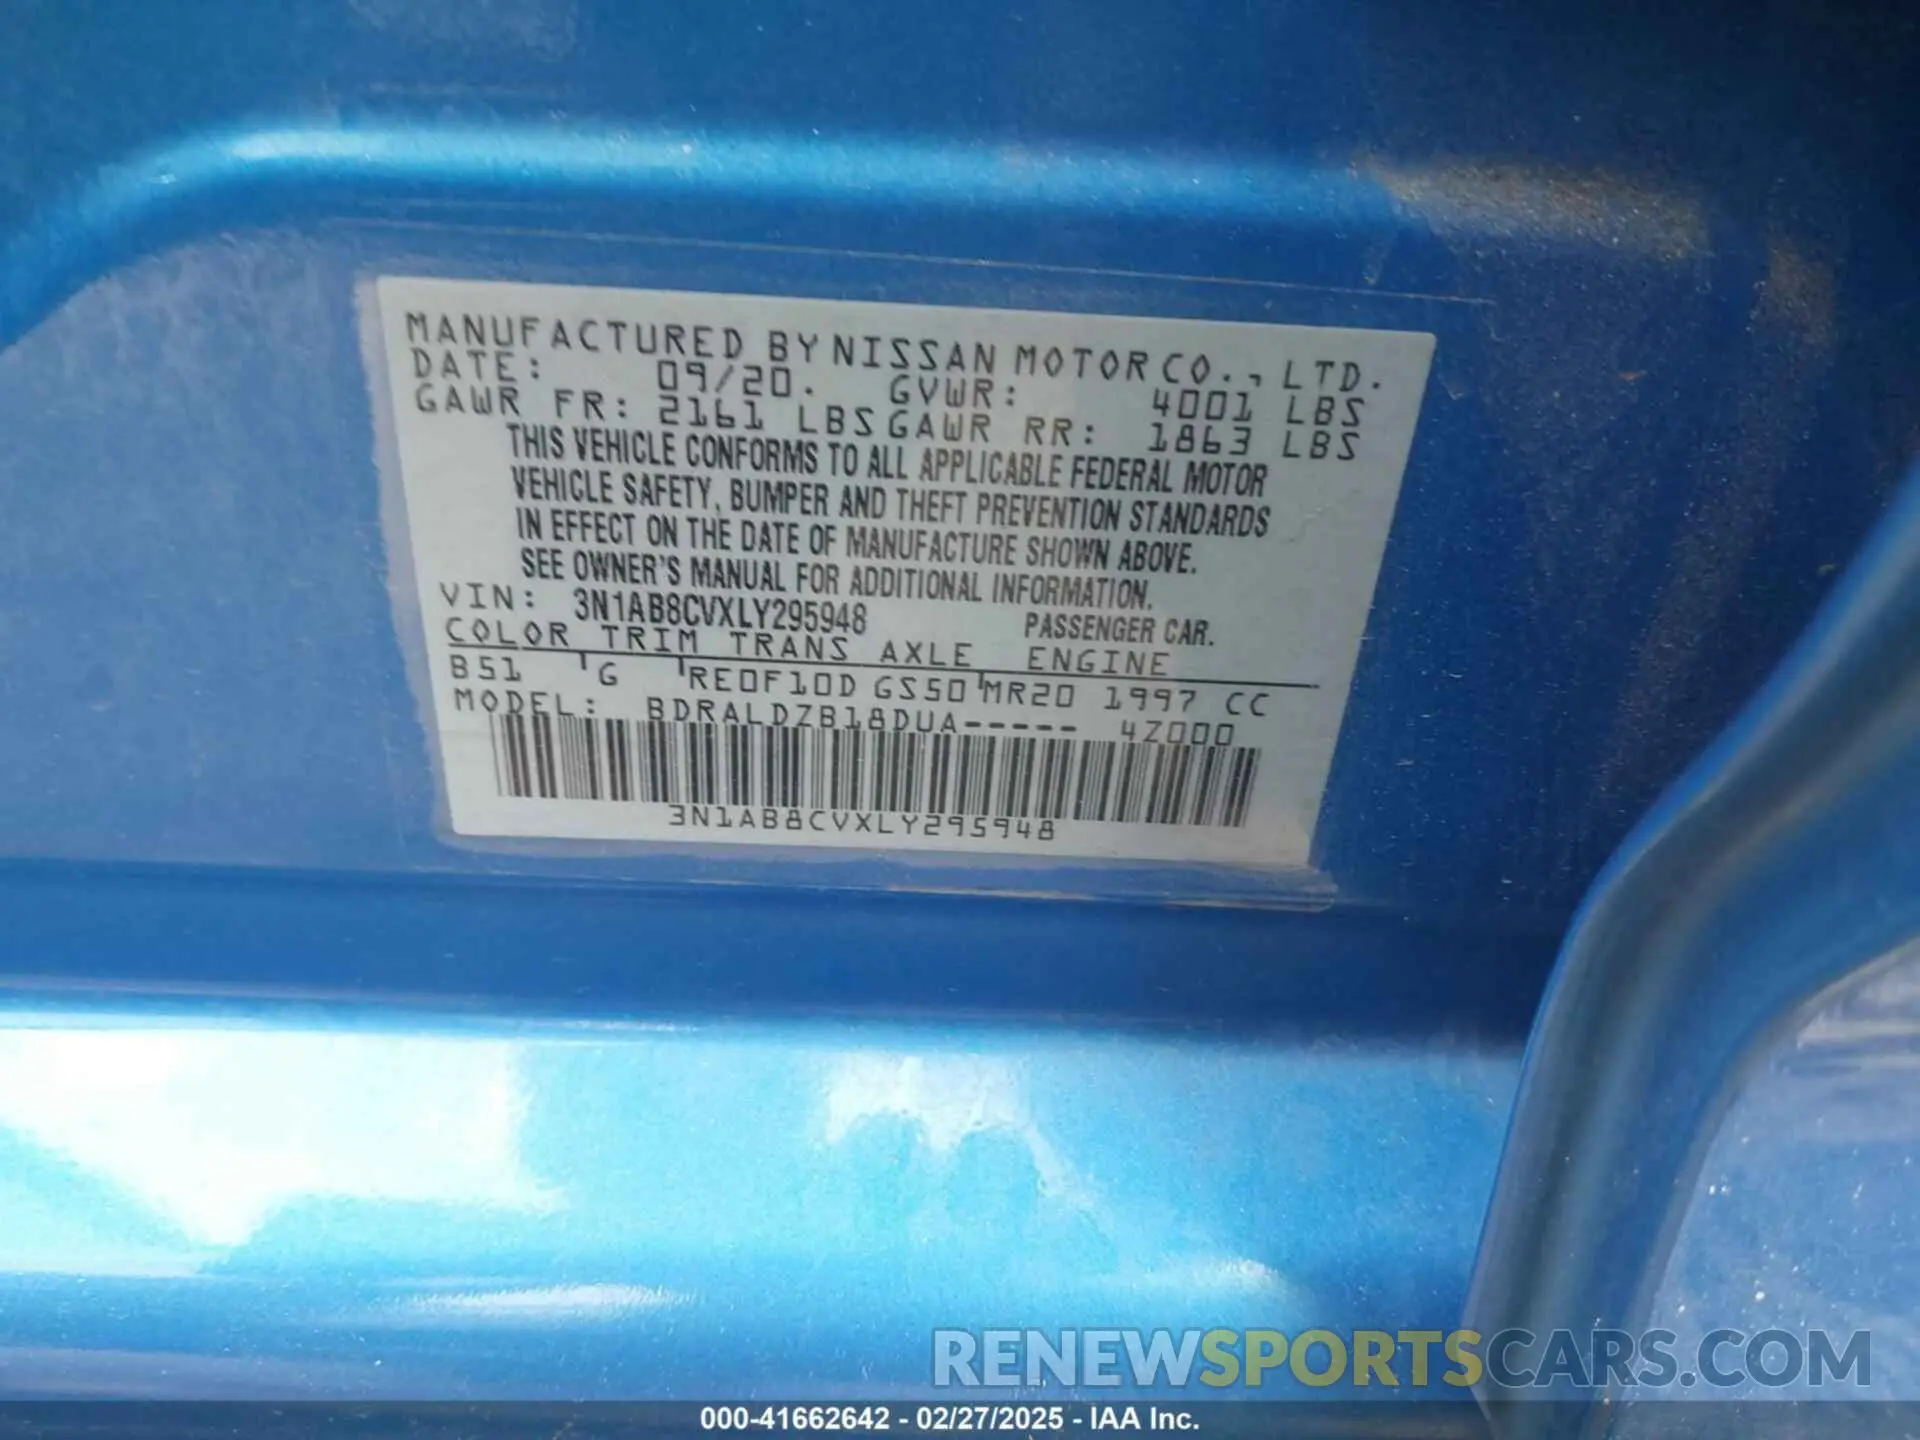 MANUFACTURED BY NISSAN MOTOR CO., LTD.
DATE: 09/20. GVWR: 4001 LBS
GAWR FR: 2161 LBS GAWR RR: 1863 LBS
THIS VEHICLE CONFORMS TO ALL APPLICABLE FEDERAL MOTOR
VEHICLE SAFETY, BUMPER AND THEFT PREVENTION STANDARDS
IN EFFECT ON THE DATE OF MANUFACTURE SHOWN ABOVE.
SEE OWNER'S MANUAL FOR ADDITIONAL INFORMATION.
VIN: 3N1AB8CVXLY295948 PASSENGER CAR.
COLOR TRIM TRANS AXLE ENGINE
B51 G RE0F10D GS50 MR20 1997 CC
MODEL: BDRALDZB18DUA----- 4Z000
3N1AB8CVXLY295948
RENEWSPORTSCARS.COM
000-41662642 - 02/27/2025 - IAA Inc.